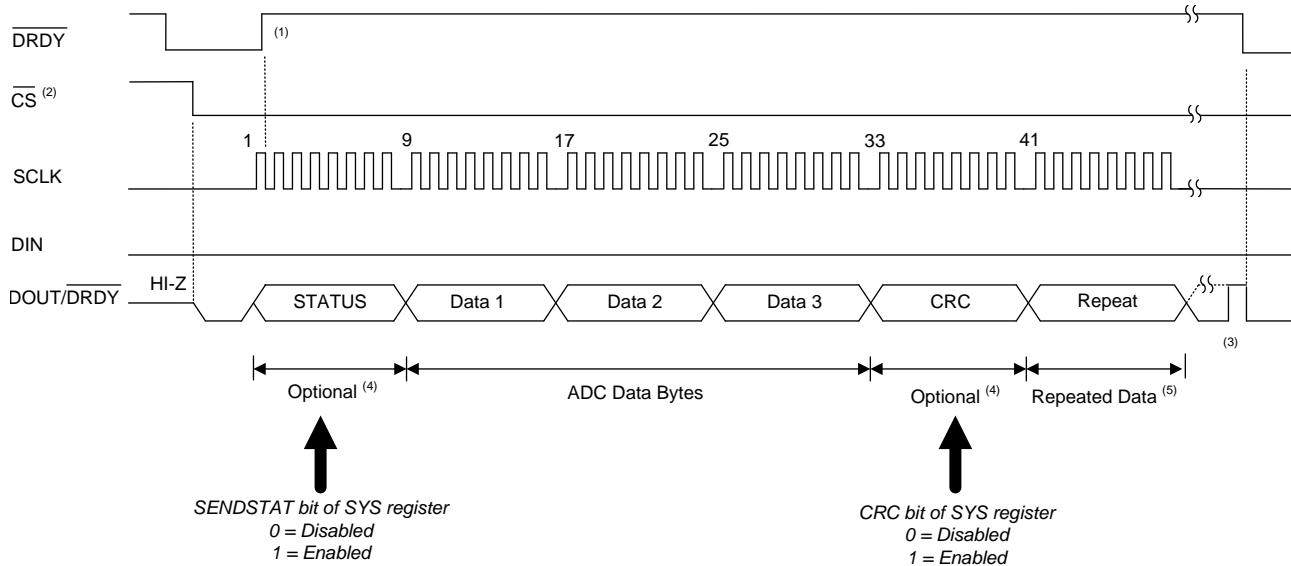 DRDY
(1)
CS (2)
1 9 17 25 33 41
SCLK
DIN
HI-Z
DOUT/DRDY
STATUS Data 1 Data 2 Data 3 CRC Repeat
(3)
Optional (4) ADC Data Bytes Optional (4) Repeated Data (5)
SENDSTAT bit of SYS register
0 = Disabled
1 = Enabled
CRC bit of SYS register
0 = Disabled
1 = Enabled